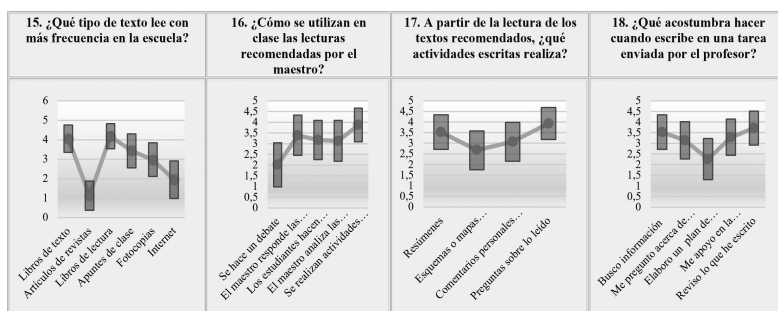 15. ¿Qué tipo de texto lee con
más frecuencia en la escuela?
16. ¿Cómo se utilizan en
clase las lecturas
recomendadas por el
maestro?
17. A partir de la lectura de los
textos recomendados, ¿qué
actividades escritas realiza?
18. ¿Qué acostumbra hacer
cuando escribe en una tarea
enviada por el profesor?
6
5
4
3
2
1
0
Libros de texto
Artículos de revistas
Libros de lectura
Apuntes de clase
Fotocopias
Internet
5
4,5
4
3,5
3
2,5
2
1,5
1
0,5
0
Se hace un debate
El maestro responde las...
Los estudiantes hacen...
El maestro analiza las...
Se realizan actividades...
5
4,5
4
3,5
3
2,5
2
1,5
1
0,5
0
Resúmenes
Esquemas o mapas...
Comentarios personales...
Preguntas sobre lo leído
5
4,5
4
3,5
3
2,5
2
1,5
1
0,5
0
Busco información
Me pregunto acerca de...
Elaboro un plan de...
Me apoyo en la...
Reviso lo que he escrito